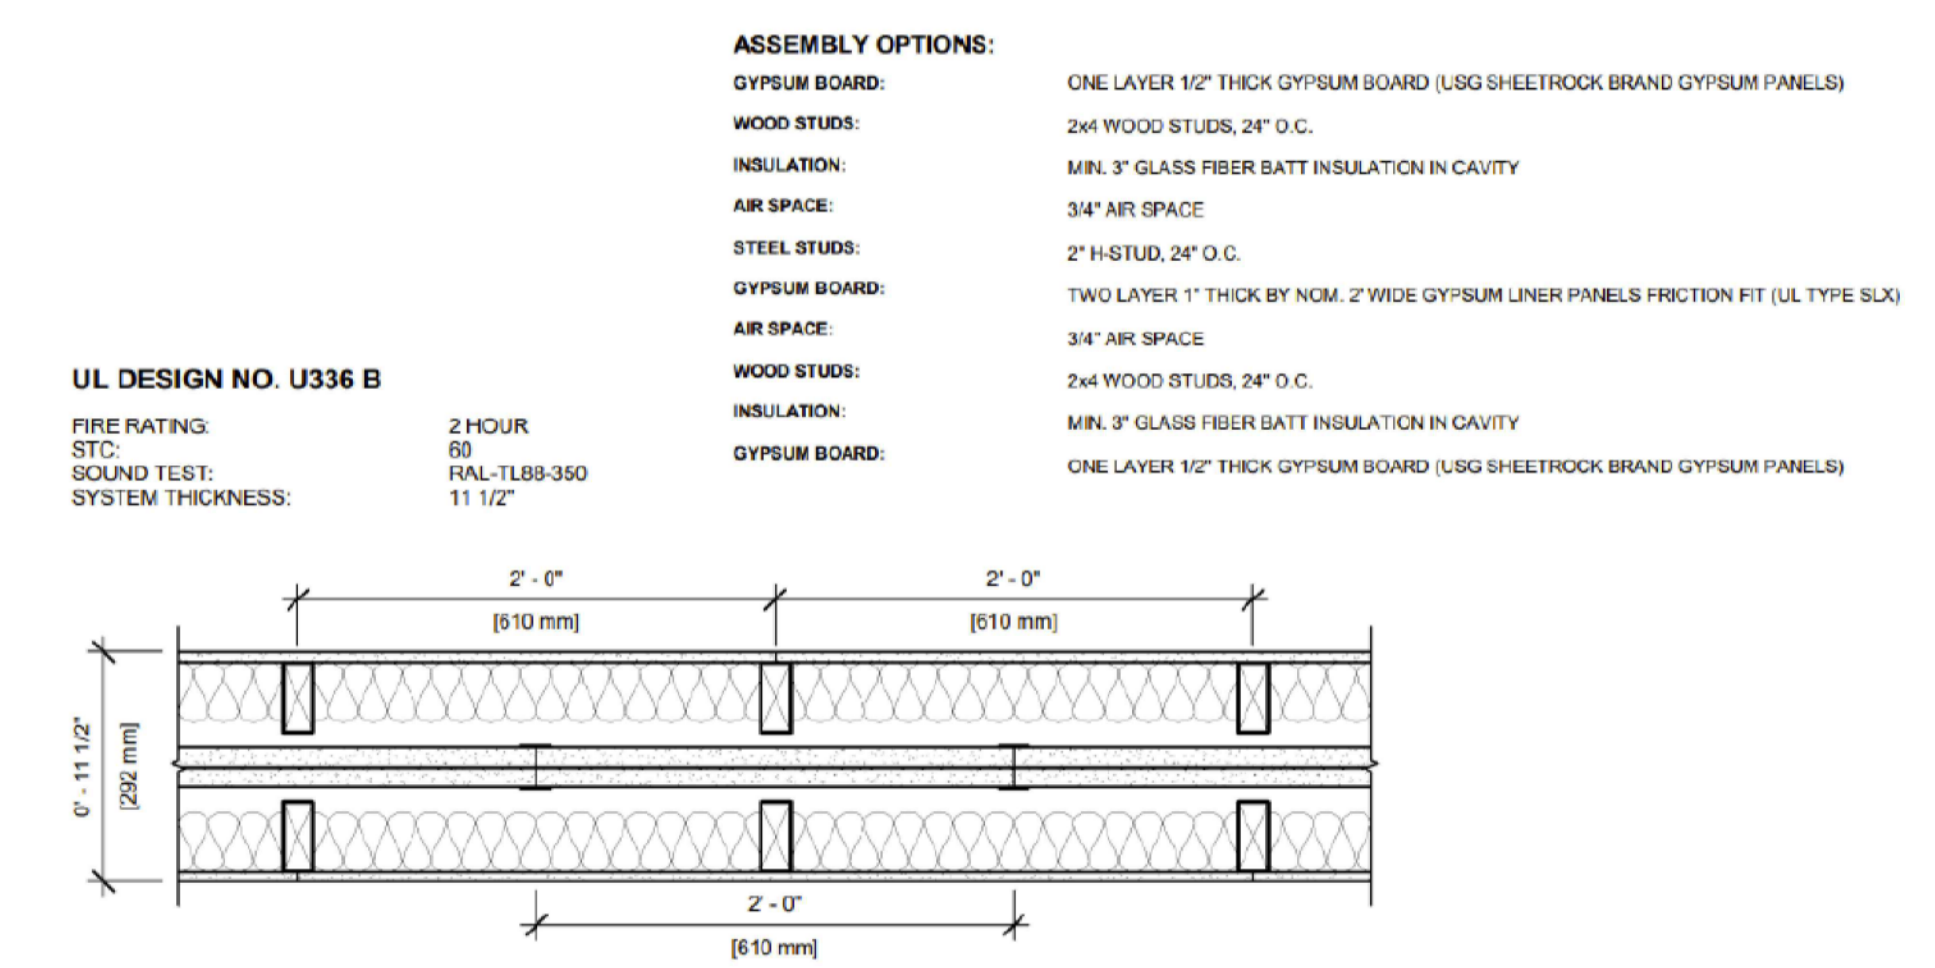 ASSEMBLY OPTIONS:
GYPSUM BOARD: ONE LAYER 1/2" THICK GYPSUM BOARD (USG SHEETROCK BRAND GYPSUM PANELS)
WOOD STUDS: 2x4 WOOD STUDS, 24" O.C.
INSULATION: MIN. 3" GLASS FIBER BATT INSULATION IN CAVITY
AIR SPACE: 3/4" AIR SPACE
STEEL STUDS: 2" H-STUD, 24" O.C.
GYPSUM BOARD: TWO LAYER 1" THICK BY NOM. 2' WIDE GYPSUM LINER PANELS FRICTION FIT (UL TYPE SLX)
AIR SPACE: 3/4" AIR SPACE
WOOD STUDS: 2x4 WOOD STUDS, 24" O.C.
INSULATION: MIN. 3" GLASS FIBER BATT INSULATION IN CAVITY
GYPSUM BOARD: ONE LAYER 1/2" THICK GYPSUM BOARD (USG SHEETROCK BRAND GYPSUM PANELS)
UL DESIGN NO. U336 B
FIRE RATING: 2 HOUR
STC: 60
SOUND TEST: RAL-TL88-350
SYSTEM THICKNESS: 11 1/2"
2' - 0" 2' - 0"
[610 mm] [610 mm]
0' - 11 1/2"
[292 mm]
2' - 0"
[610 mm]